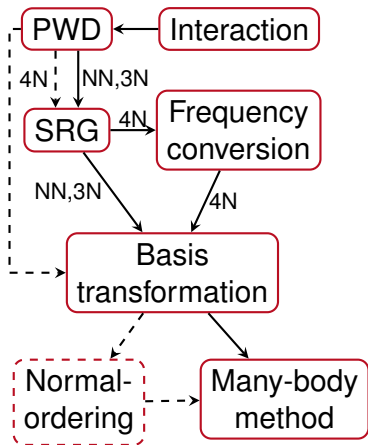 PWD
Interaction
4N
NN,3N
SRG
4N
Frequency
conversion
NN,3N
4N
Basis
transformation
Normal-
ordering
Many-body
method